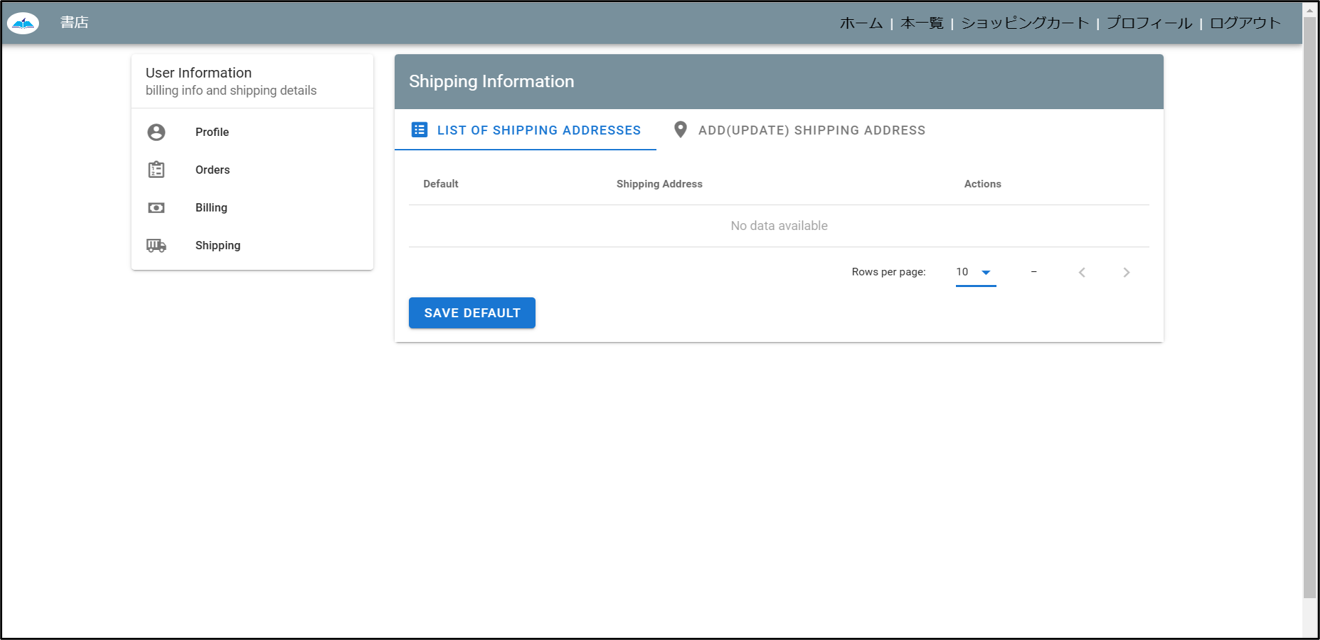 書店
ホーム | 本一覧 | ショッピングカート | プロフィール | ログアウト
User Information
billing info and shipping details
Profile
Orders
Billing
Shipping
Shipping Information
LIST OF SHIPPING ADDRESSES
ADD(UPDATE) SHIPPING ADDRESS
Default Shipping Address Actions
No data available
Rows per page: 10 –
SAVE DEFAULT